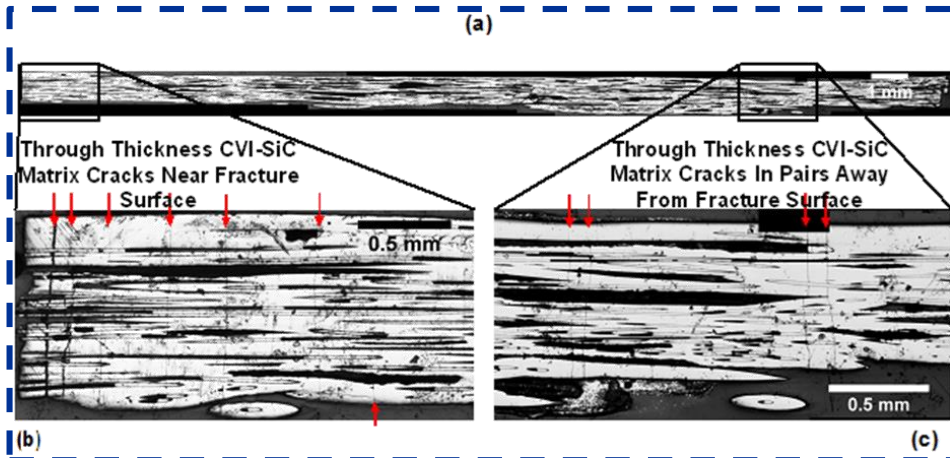 (a)
1 mm
Through Thickness CVI-SiC
Matrix Cracks Near Fracture
Surface
Through Thickness CVI-SiC
Matrix Cracks In Pairs Away
From Fracture Surface
0.5 mm
0.5 mm
(b)
(c)